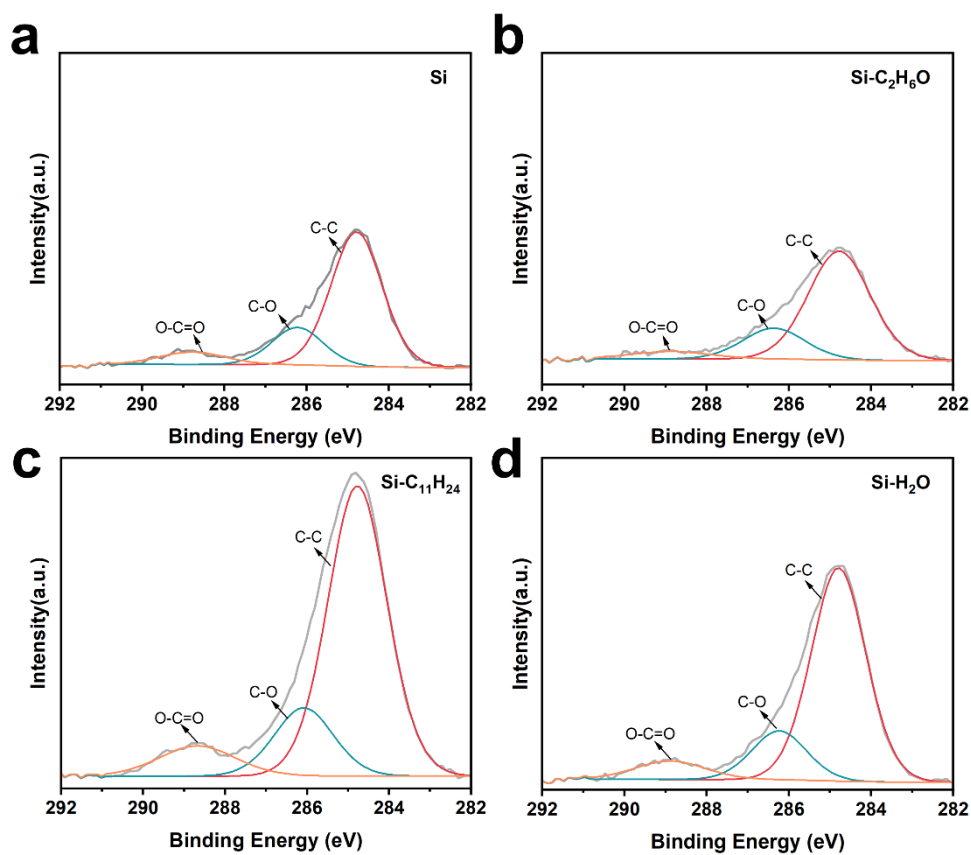 a
Si
C-C
C-O
O-C=O
Intensity(a.u.)
292 290 288 286 284 282
Binding Energy (eV)
b
Si-C₂H₆O
C-C
C-O
O-C=O
Intensity(a.u.)
292 290 288 286 284 282
Binding Energy (eV)
c
Si-C₁₁H₂₄
C-C
C-O
O-C=O
Intensity(a.u.)
292 290 288 286 284 282
Binding Energy (eV)
d
Si-H₂O
C-C
C-O
O-C=O
Intensity(a.u.)
292 290 288 286 284 282
Binding Energy (eV)